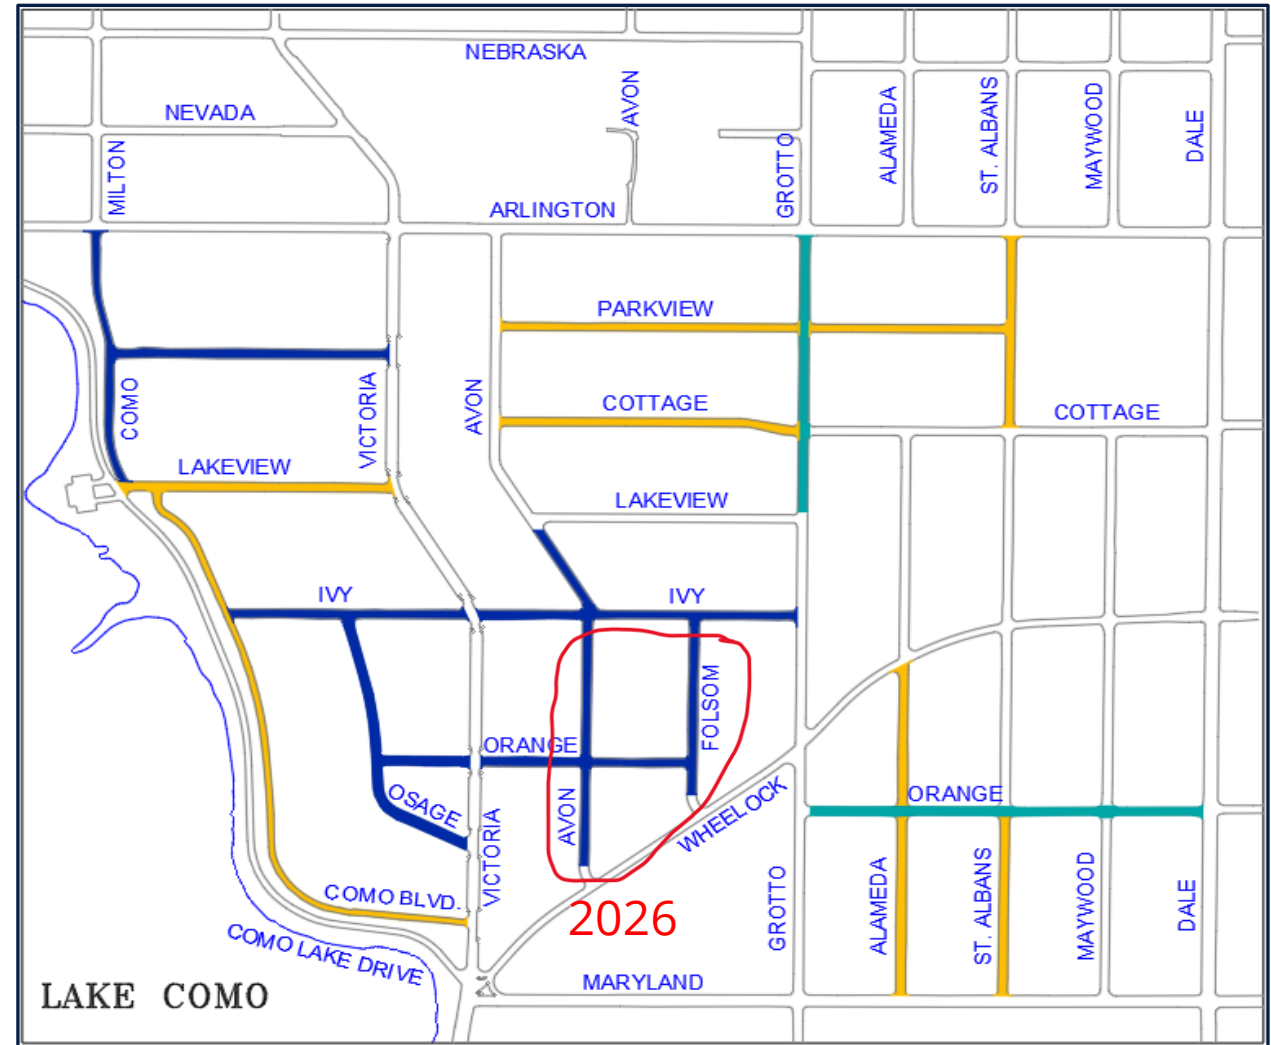 NEBRASKA
AVON
NEVADA
ALAMEDA
ST. ALBANS
MAYWOOD
DALE
MILTON
GROTTO
ARLINGTON
PARKVIEW
COMO
VICTORIA
AVON
COTTAGE
COTTAGE
LAKEVIEW
LAKEVIEW
IVY
IVY
FOLSOM
ORANGE
OSAGE
AVON
WHEELOCK
ORANGE
VICTORIA
COMO BLVD.
GROTTO
ALAMEDA
ST. ALBANS
MAYWOOD
DALE
2026
COMO LAKE DRIVE
MARYLAND
LAKE COMO